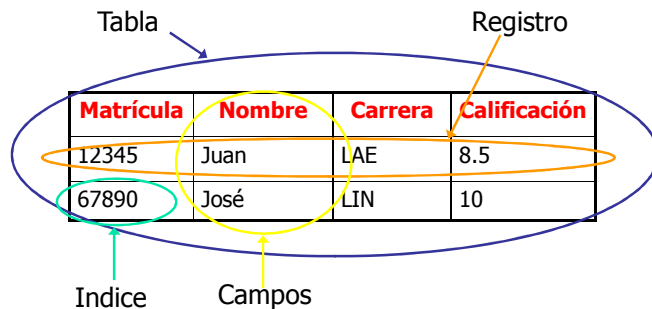 Tabla Registro
Matrícula Nombre Carrera Calificación
12345 Juan LAE 8.5
67890 José LIN 10
Indice Campos